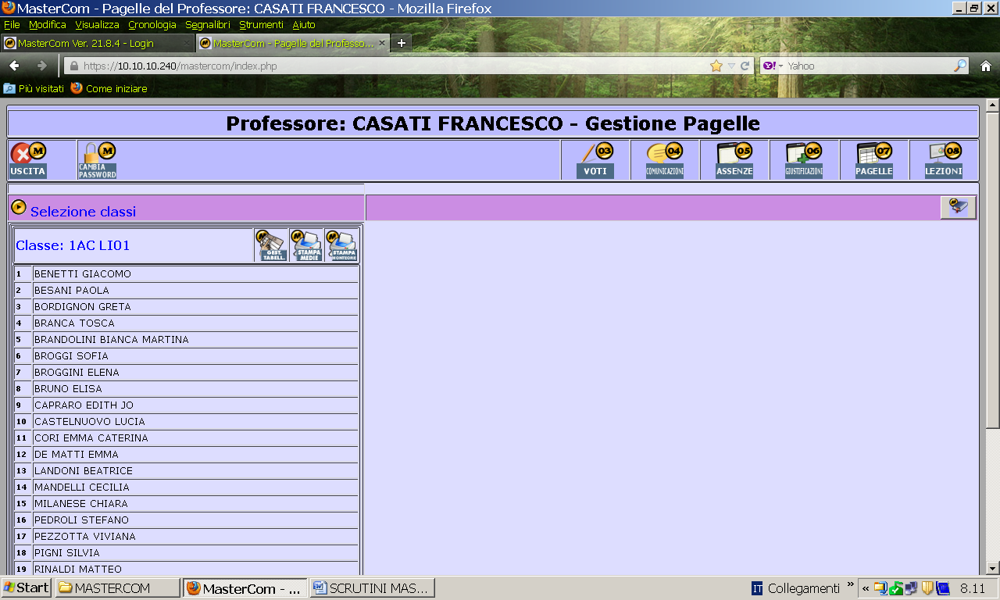 MasterCom - Pagelle del Professore: CASATI FRANCESCO - Mozilla Firefox
File Modifica Visualizza Cronologia Segnalibri Strumenti Aiuto
MasterCom Ver. 21.8.4 - Login MasterCom - Pagelle del Professo...
https://10.10.10.240/mastercom/index.php Yahoo
Più visitati Come iniziare
Professore: CASATI FRANCESCO - Gestione Pagelle
M M 03 04 05 06 07 08
USCITA CAMBIA PASSWORD VOTI COMUNICAZIONI ASSENZE GIUSTIFICAZIONI PAGELLE LEZIONI
Selezione classi
Classe: 1AC LI01 GEST. TABELL. STAMPA MEDIE STAMPA MONTEORE
1 BENETTI GIACOMO
2 BESANI PAOLA
3 BORDIGNON GRETA
4 BRANCA TOSCA
5 BRANDOLINI BIANCA MARTINA
6 BROGGI SOFIA
7 BROGGINI ELENA
8 BRUNO ELISA
9 CAPRARO EDITH JO
10 CASTELNUOVO LUCIA
11 CORI EMMA CATERINA
12 DE MATTI EMMA
13 LANDONI BEATRICE
14 MANDELLI CECILIA
15 MILANESE CHIARA
16 PEDROLI STEFANO
17 PEZZOTTA VIVIANA
18 PIGNI SILVIA
19 RINALDI MATTEO
Start MASTERCOM MasterCom - ... SCRUTINI MAS... IT Collegamenti » « 8.11